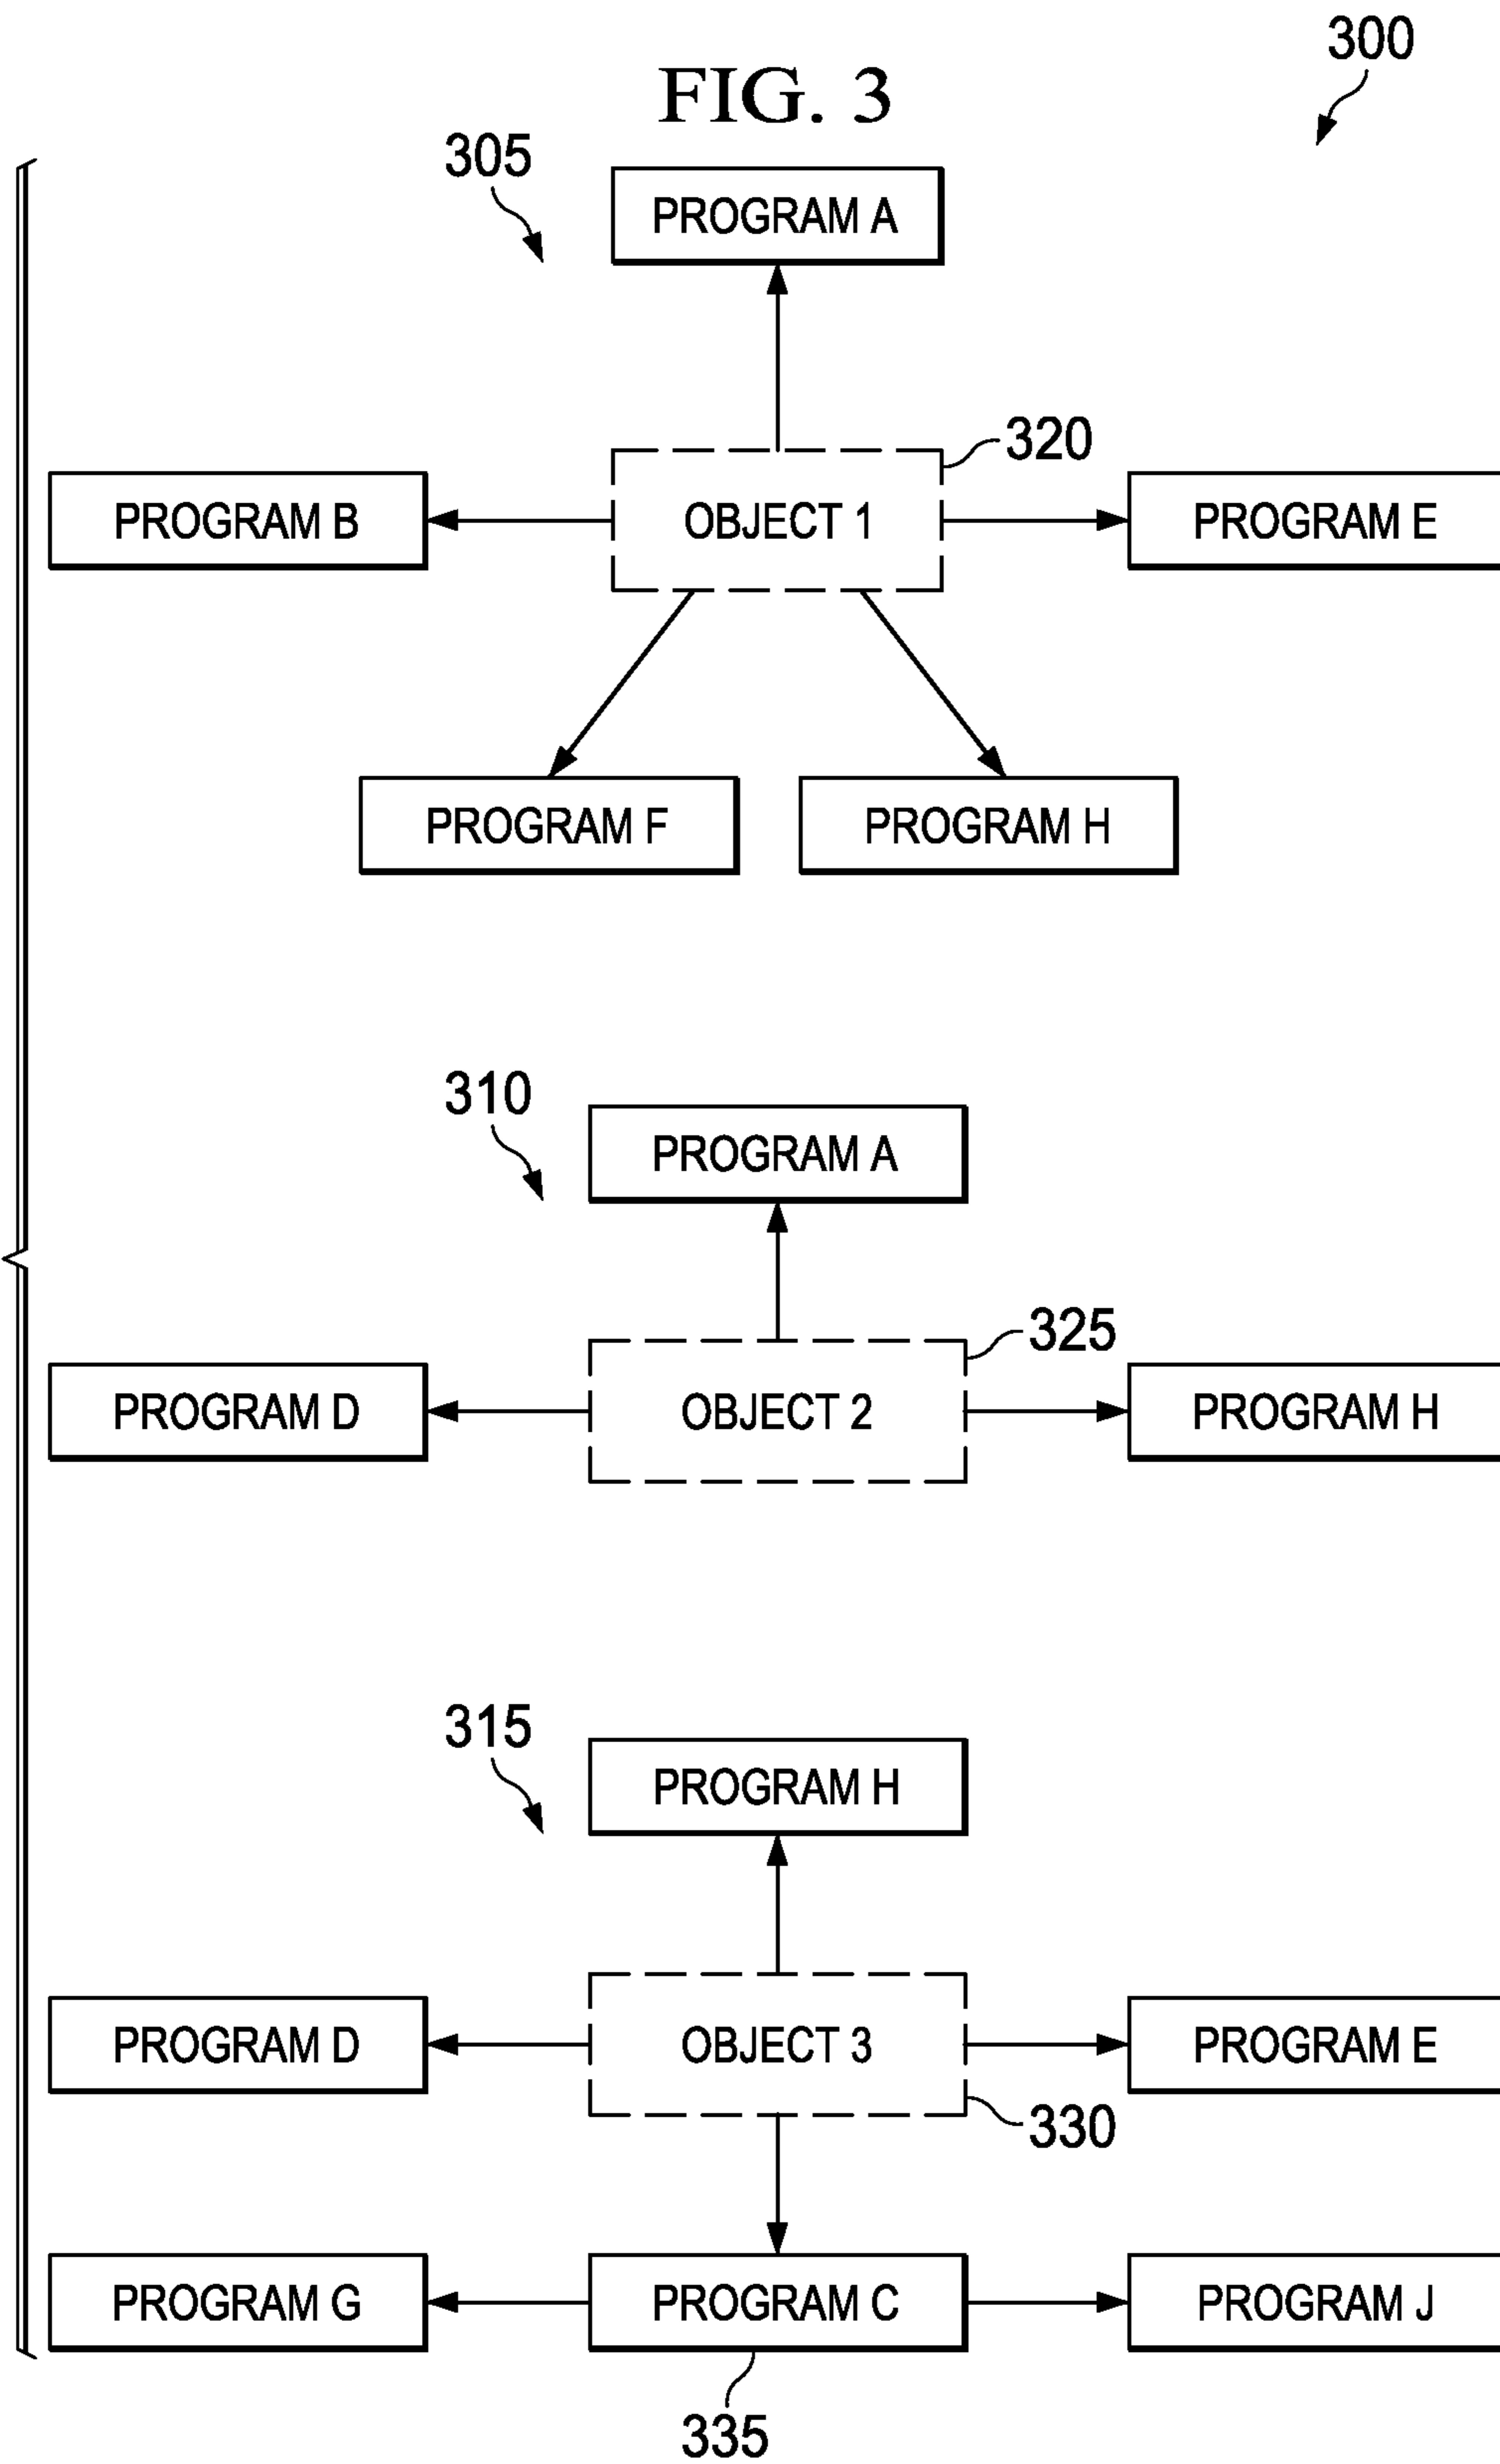 300
FIG. 3
305
PROGRAM A
320
PROGRAM B
OBJECT 1
PROGRAM E
PROGRAM F
PROGRAM H
310
PROGRAM A
325
PROGRAM D
OBJECT 2
PROGRAM H
315
PROGRAM H
PROGRAM D
OBJECT 3
PROGRAM E
330
PROGRAM G
PROGRAM C
PROGRAM J
335